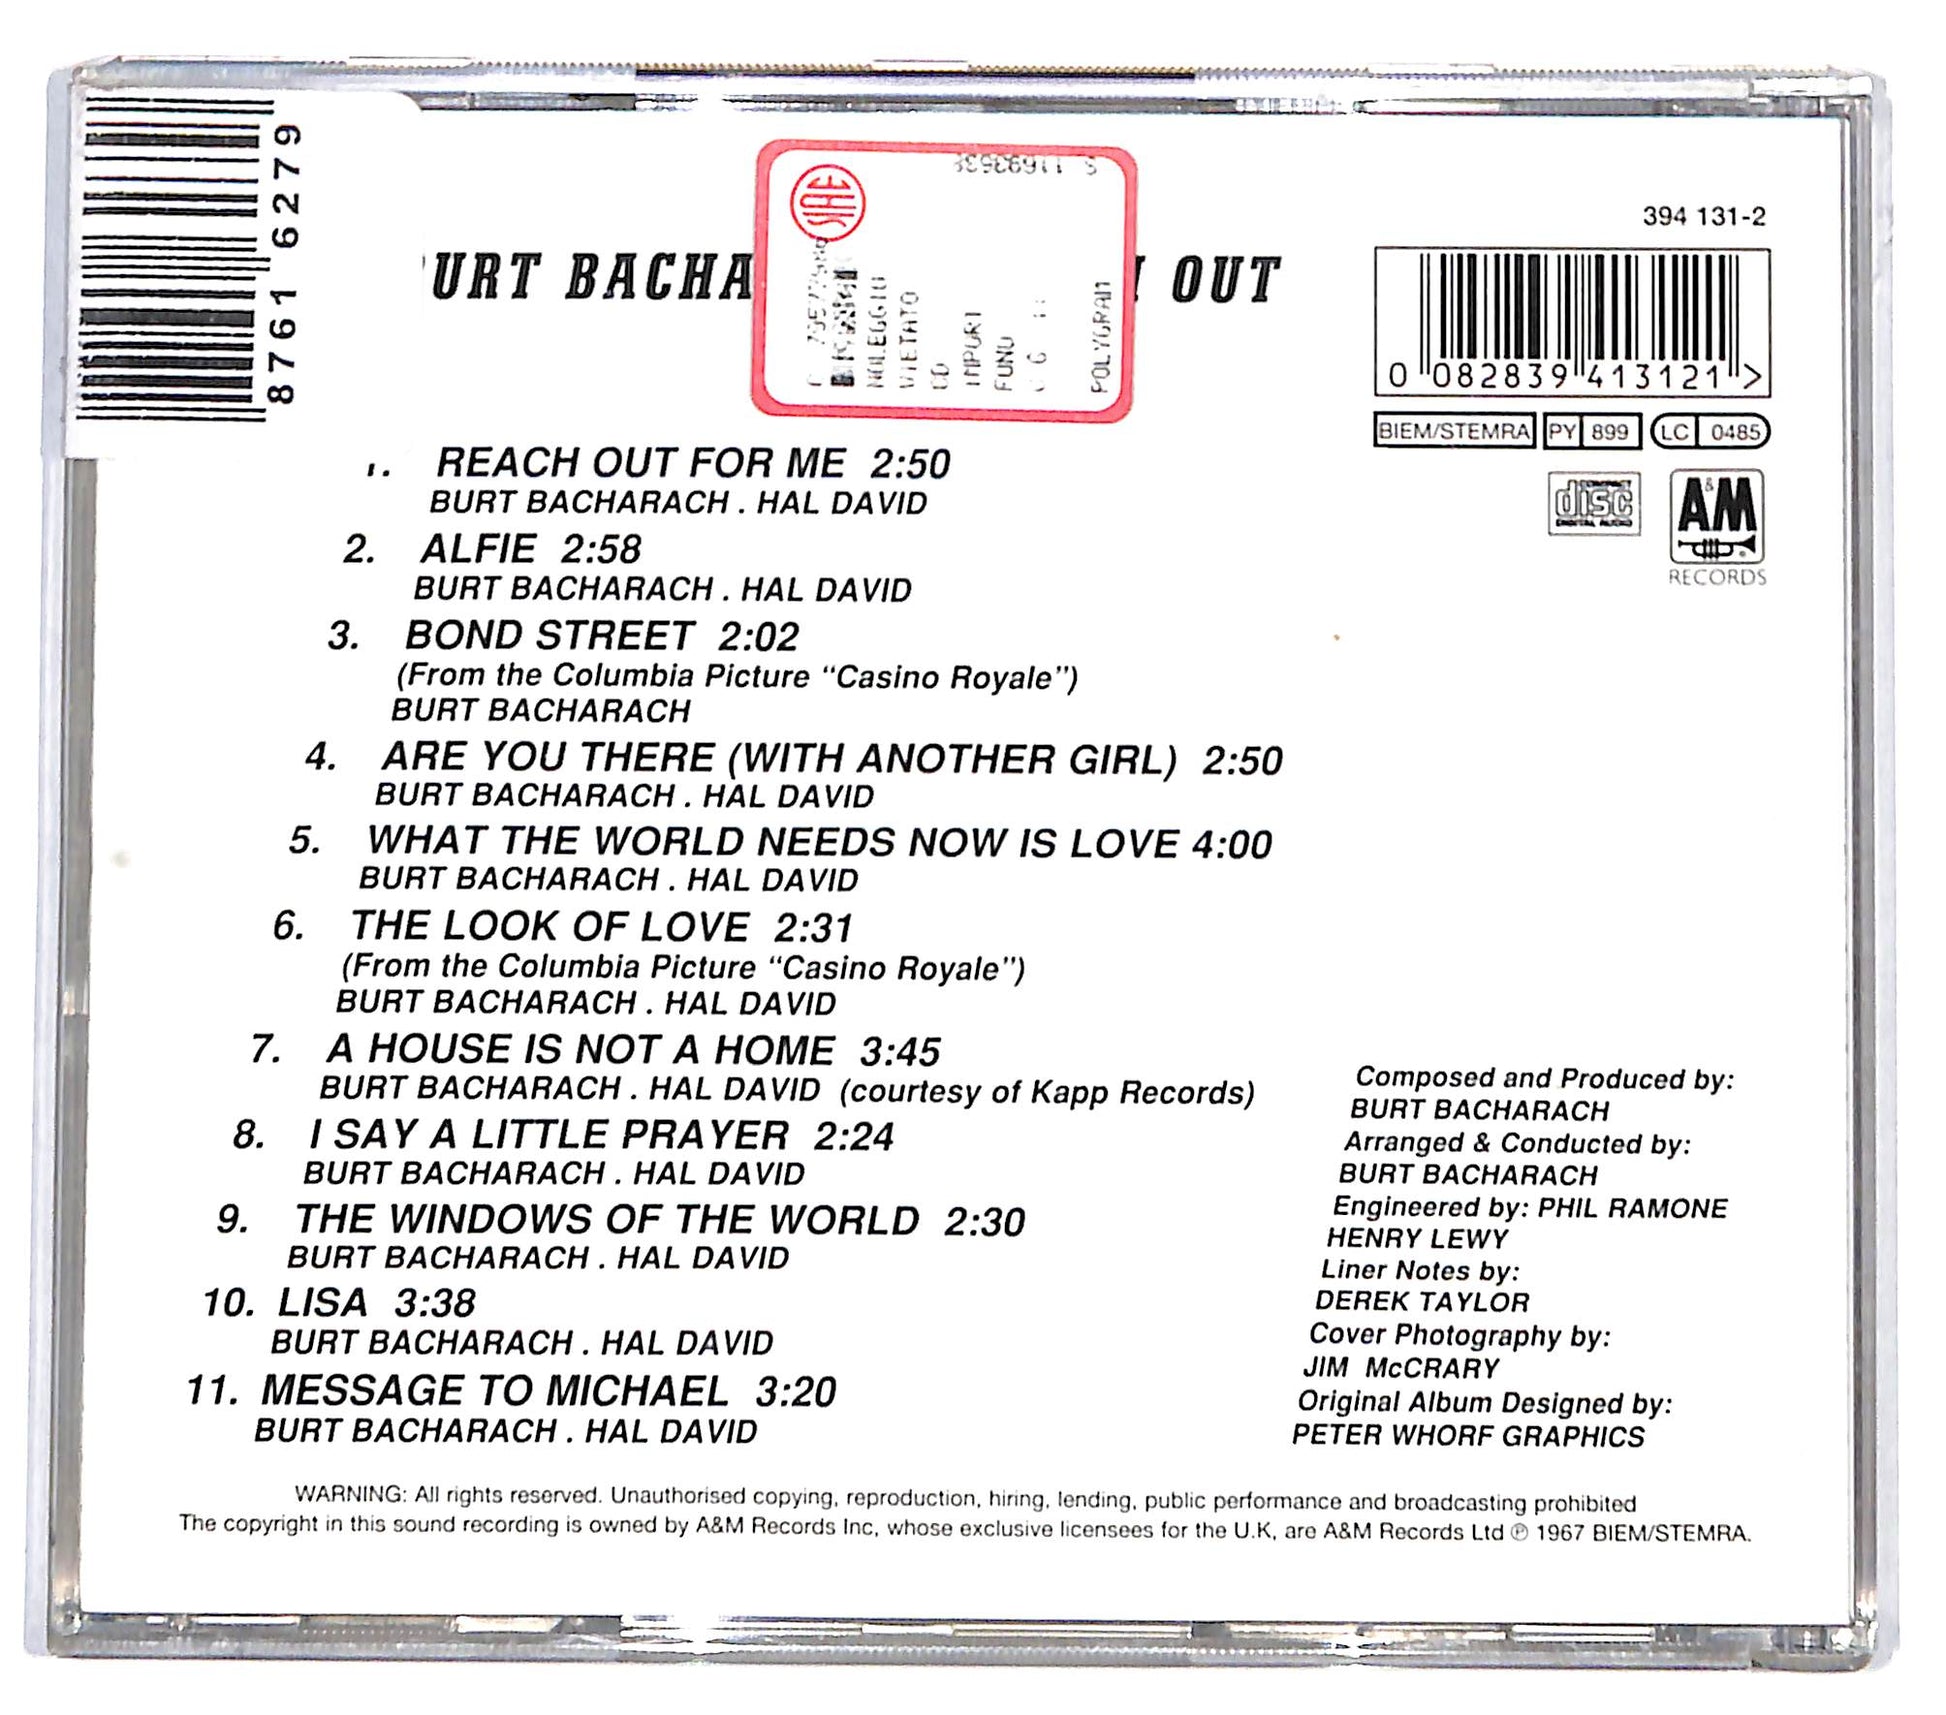 8761 6279
URT BACHA OUT
SIAE
NOLEGGIO
VIETATO
CD
IMPORT
POLYGRAM
394 131-2
0 082839 413121 >
BIEM/STEMRA PY 899 LC 0485
COMPACT
disc
DIGITAL AUDIO
A&M
RECORDS
1. REACH OUT FOR ME 2:50
BURT BACHARACH . HAL DAVID
2. ALFIE 2:58
BURT BACHARACH . HAL DAVID
3. BOND STREET 2:02
(From the Columbia Picture “Casino Royale”)
BURT BACHARACH
4. ARE YOU THERE (WITH ANOTHER GIRL) 2:50
BURT BACHARACH . HAL DAVID
5. WHAT THE WORLD NEEDS NOW IS LOVE 4:00
BURT BACHARACH . HAL DAVID
6. THE LOOK OF LOVE 2:31
(From the Columbia Picture “Casino Royale”)
BURT BACHARACH . HAL DAVID
7. A HOUSE IS NOT A HOME 3:45
BURT BACHARACH . HAL DAVID (courtesy of Kapp Records)
8. I SAY A LITTLE PRAYER 2:24
BURT BACHARACH . HAL DAVID
9. THE WINDOWS OF THE WORLD 2:30
BURT BACHARACH . HAL DAVID
10. LISA 3:38
BURT BACHARACH . HAL DAVID
11. MESSAGE TO MICHAEL 3:20
BURT BACHARACH . HAL DAVID
Composed and Produced by:
BURT BACHARACH
Arranged & Conducted by:
BURT BACHARACH
Engineered by: PHIL RAMONE
HENRY LEWY
Liner Notes by:
DEREK TAYLOR
Cover Photography by:
JIM McCRARY
Original Album Designed by:
PETER WHORF GRAPHICS
WARNING: All rights reserved. Unauthorised copying, reproduction, hiring, lending, public performance and broadcasting prohibited
The copyright in this sound recording is owned by A&M Records Inc, whose exclusive licensees for the U.K, are A&M Records Ltd ℗ 1967 BIEM/STEMRA.